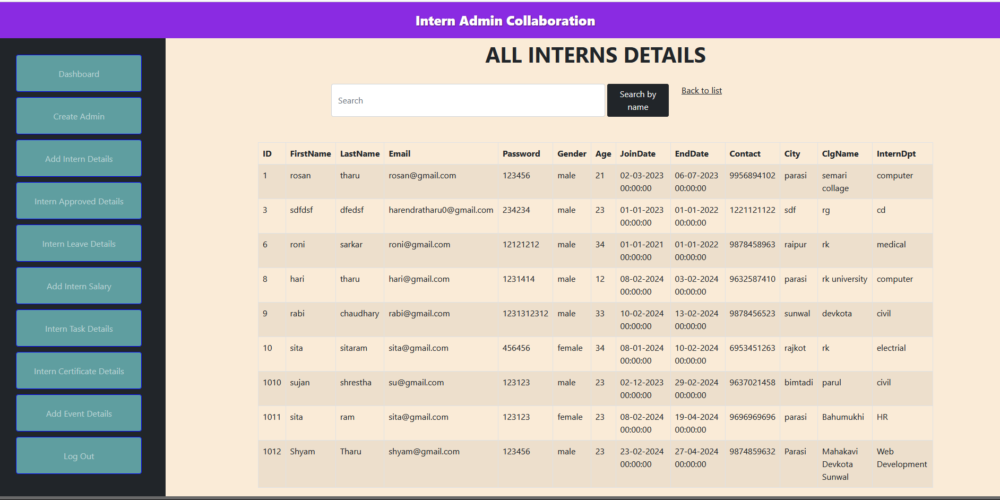 Intern Admin Collaboration
Dashboard
Create Admin
Add Intern Details
Intern Approved Details
Intern Leave Details
Add Intern Salary
Intern Task Details
Intern Certificate Details
Add Event Details
Log Out
ALL INTERNS DETAILS
Search
Search by
name
Back to list
ID FirstName LastName Email Password Gender Age JoinDate EndDate Contact City ClgName InternDpt
1 rosan tharu rosan@gmail.com 123456 male 21 02-03-2023 06-07-2023 9956894102 parasi semari computer
00:00:00 00:00:00 collage
3 sdfdsf dfedsf harendratharu0@gmail.com 234234 male 23 01-01-2023 01-01-2022 1221121122 sdf rg cd
00:00:00 00:00:00
6 roni sarkar roni@gmail.com 12121212 male 34 01-01-2021 01-01-2022 9878458963 raipur rk medical
00:00:00 00:00:00
8 hari tharu hari@gmail.com 1231414 male 12 08-02-2024 03-02-2024 9632587410 parasi rk university computer
00:00:00 00:00:00
9 rabi chaudhary rabi@gmail.com 1231312312 male 33 10-02-2024 13-02-2024 9878456523 sunwal devkota civil
00:00:00 00:00:00
10 sita sitaram sita@gmail.com 456456 female 34 08-01-2024 10-02-2024 6953451263 rajkot rk electrial
00:00:00 00:00:00
1010 sujan shrestha su@gmail.com 123123 male 23 02-12-2023 29-02-2024 9637021458 bimtadi parul civil
00:00:00 00:00:00
1011 sita ram sita@gmail.com 123123 female 23 08-02-2024 19-04-2024 9696969696 parasi Bahumukhi HR
00:00:00 00:00:00
1012 Shyam Tharu shyam@gmail.com 123456 male 23 23-02-2024 27-04-2024 9874859632 Parasi Mahakavi Web
00:00:00 00:00:00 Devkota Development
Sunwal